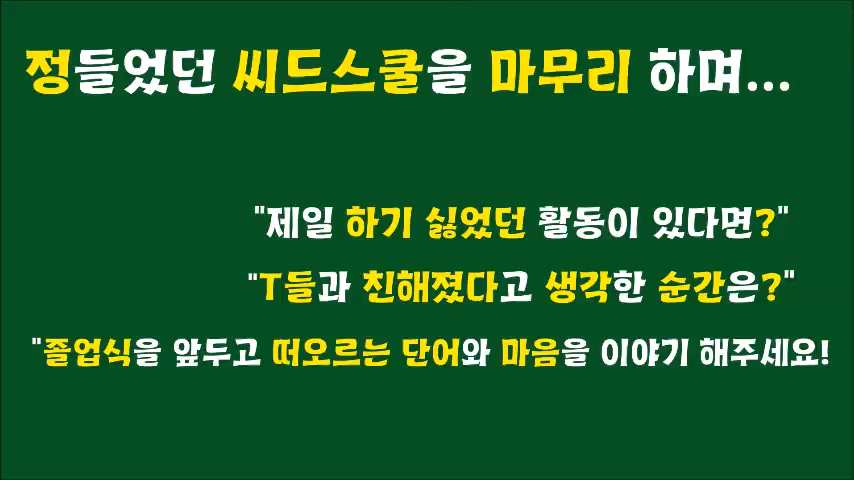 정들었던 씨드스쿨을 마무리 하며...
"제일 하기 싫었던 활동이 있다면?"
"T들과 친해졌다고 생각한 순간은?"
"졸업식을 앞두고 떠오르는 단어와 마음을 이야기 해주세요!